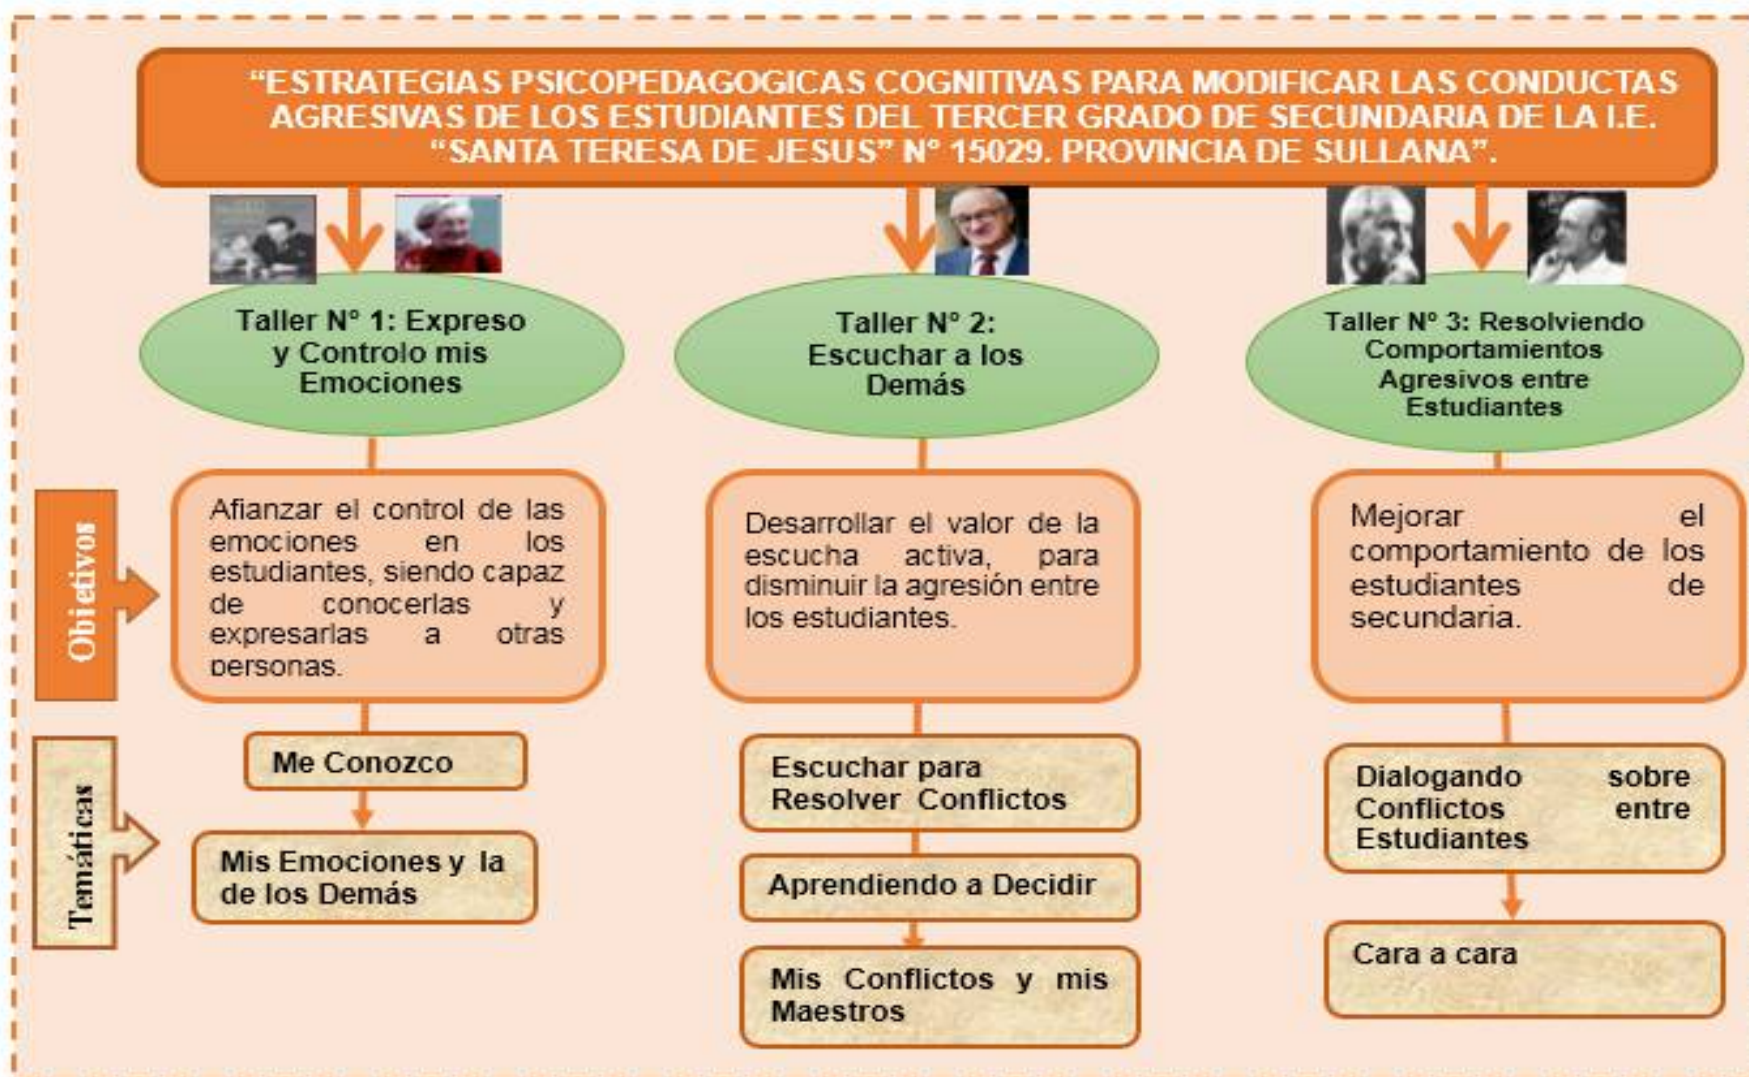 “ESTRATEGIAS PSICOPEDAGOGICAS COGNITIVAS PARA MODIFICAR LAS CONDUCTAS
AGRESIVAS DE LOS ESTUDIANTES DEL TERCER GRADO DE SECUNDARIA DE LA I.E.
“SANTA TERESA DE JESUS” N° 15029. PROVINCIA DE SULLANA”.
Taller N° 1: Expreso
y Controlo mis
Emociones
Taller N° 2:
Escuchar a los
Demás
Taller N° 3: Resolviendo
Comportamientos
Agresivos entre
Estudiantes
Objetivos
Afianzar el control de las
emociones en los
estudiantes, siendo capaz
de conocerlas y
expresarlas a otras
personas.
Desarrollar el valor de la
escucha activa, para
disminuir la agresión entre
los estudiantes.
Mejorar el
comportamiento de los
estudiantes de
secundaria.
Temáticas
Me Conozco
Mis Emociones y la
de los Demás
Escuchar para
Resolver Conflictos
Aprendiendo a Decidir
Mis Conflictos y mis
Maestros
Dialogando sobre
Conflictos entre
Estudiantes
Cara a cara